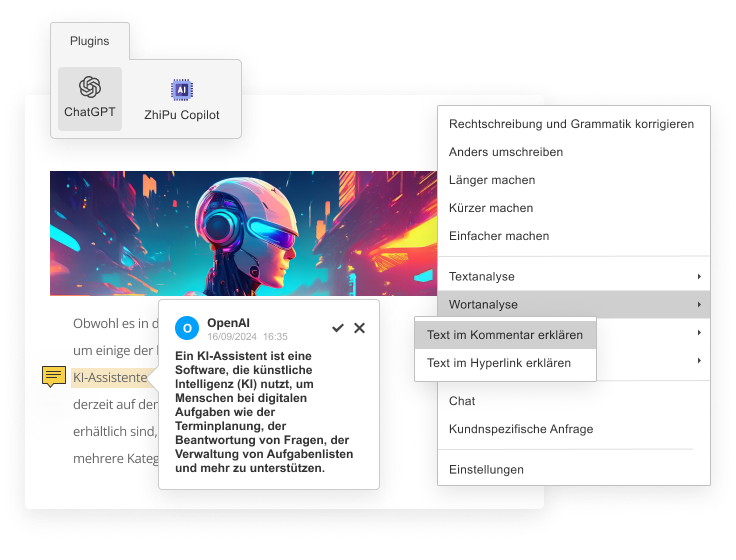 Plugins
ChatGPT
AI
ZhiPu Copilot
Rechtschreibung und Grammatik korrigieren
Anders umschreiben
Länger machen
Kürzer machen
Einfacher machen
Textanalyse
Wortanalyse
Text im Kommentar erklären
Text im Hyperlink erklären
Chat
Kundnspezifische Anfrage
Einstellungen
Obwohl es in d
um einige der
KI-Assistente
derzeit auf der
erhältlich sind,
mehrere Kateg
O
OpenAI
16/09/2024 16:35
Ein KI-Assistent ist eine
Software, die künstliche
Intelligenz (KI) nutzt, um
Menschen bei digitalen
Aufgaben wie der
Terminplanung, der
Beantwortung von Fragen, der
Verwaltung von Aufgabenlisten
und mehr zu unterstützen.